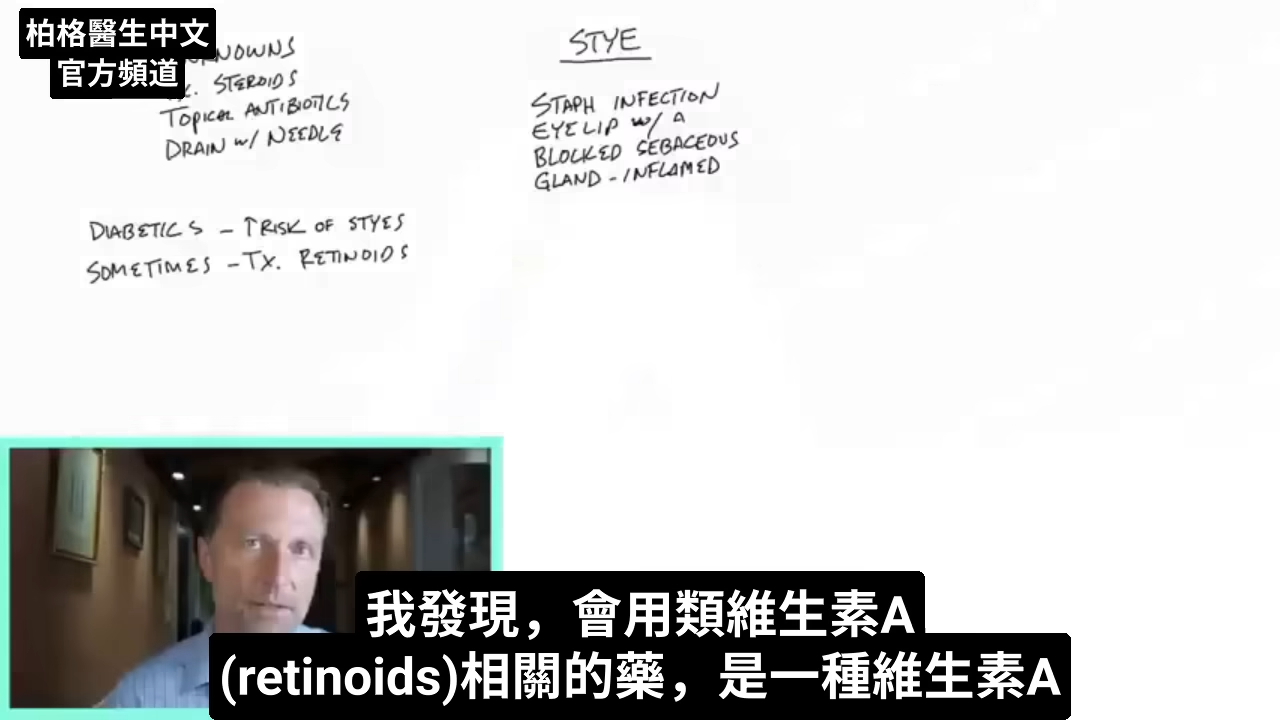 柏格醫生中文
官方頻道
STEROIDS
TOPICAL ANTIBIOTICS
DRAIN W/ NEEDLE
DIABETICS - ↑RISK OF STYES
SOMETIMES - TX. RETINOIDS
STYE
STAPH INFECTION
EYELIP W/ A
BLOCKED SEBACEOUS
GLAND - INFLAMED
我發現，會用類維生素A
(retinoids)相關的藥，是一種維生素A